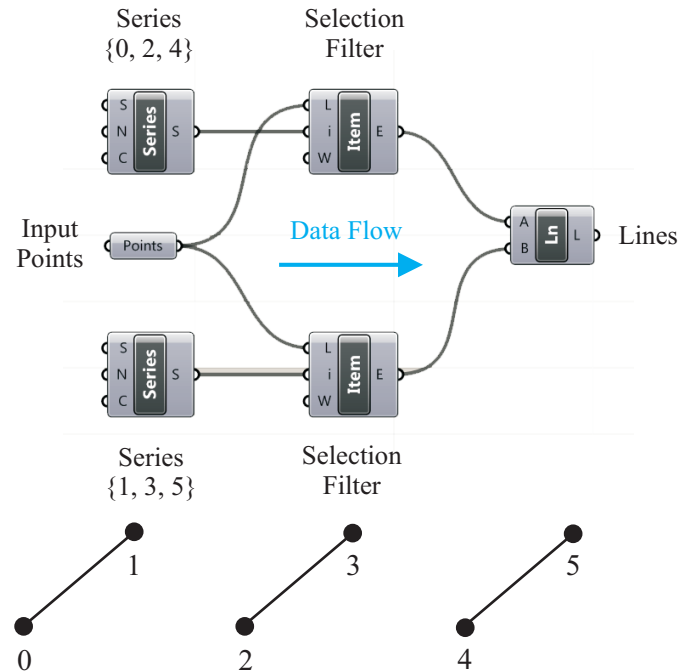 Series
{0, 2, 4}
Selection
Filter
S
N
C
Series
S
L
i
W
Item
E
Input
Points
Points
Data Flow
A
B
Ln
L
Lines
S
N
C
Series
S
L
i
W
Item
E
Series
{1, 3, 5}
Selection
Filter
1
3
5
0
2
4